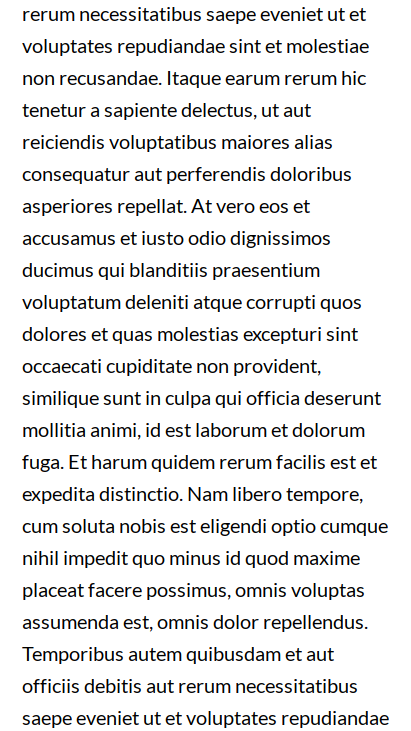 rerum necessitatibus saepe eveniet ut et
voluptates repudiandae sint et molestiae
non recusandae. Itaque earum rerum hic
tenetur a sapiente delectus, ut aut
reiciendis voluptatibus maiores alias
consequatur aut perferendis doloribus
asperiores repellat. At vero eos et
accusamus et iusto odio dignissimos
ducimus qui blanditiis praesentium
voluptatum deleniti atque corrupti quos
dolores et quas molestias excepturi sint
occaecati cupiditate non provident,
similique sunt in culpa qui officia deserunt
mollitia animi, id est laborum et dolorum
fuga. Et harum quidem rerum facilis est et
expedita distinctio. Nam libero tempore,
cum soluta nobis est eligendi optio cumque
nihil impedit quo minus id quod maxime
placeat facere possimus, omnis voluptas
assumenda est, omnis dolor repellendus.
Temporibus autem quibusdam et aut
officiis debitis aut rerum necessitatibus
saepe eveniet ut et voluptates repudiandae